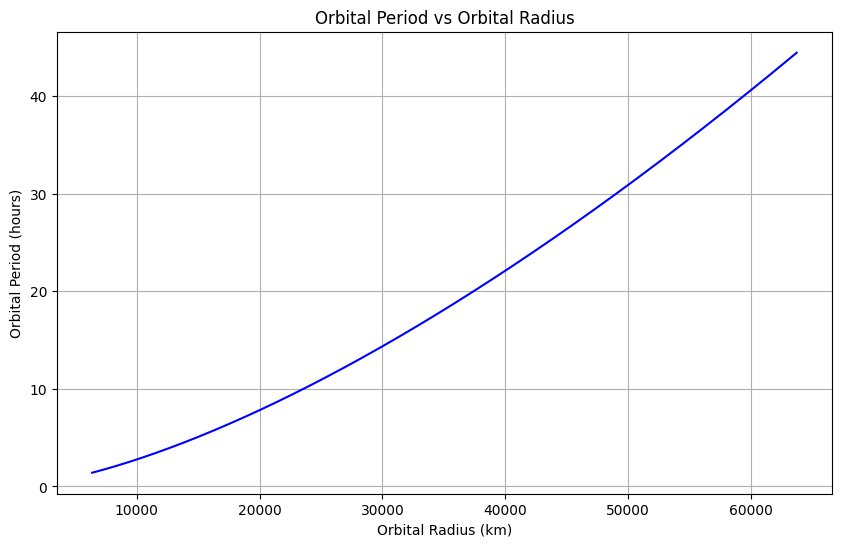 Orbital Period vs Orbital Radius
Orbital Period (hours)
40
30
20
10
0
10000 20000 30000 40000 50000 60000
Orbital Radius (km)